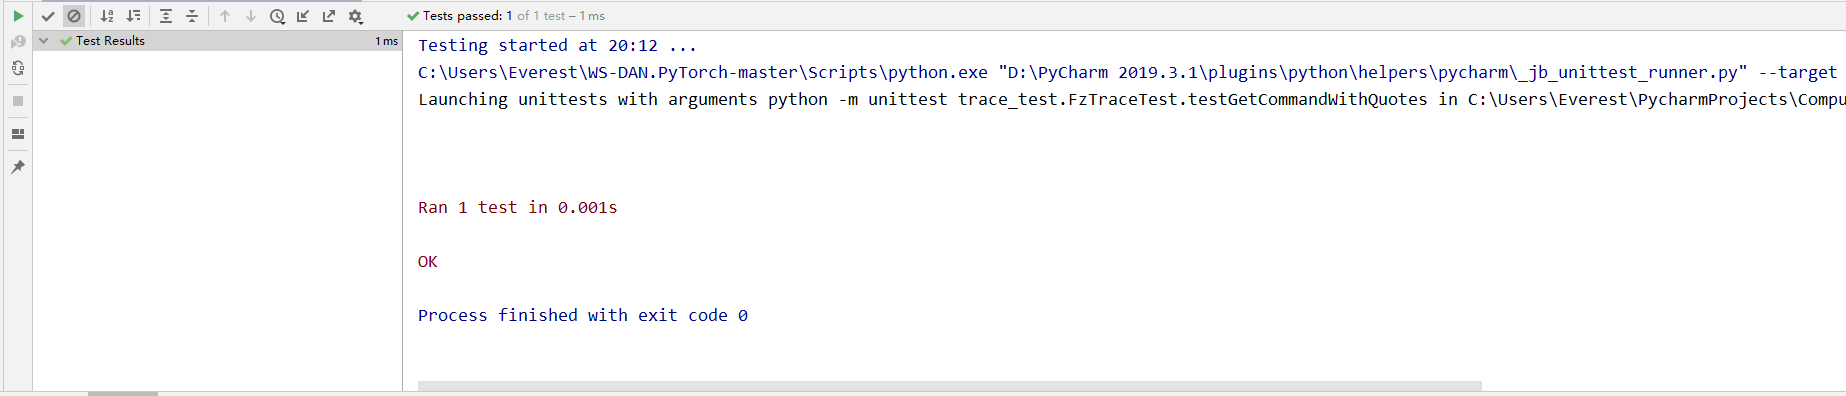 Tests passed: 1 of 1 test – 1 ms
Test Results 1 ms
Testing started at 20:12 ...
C:\Users\Everest\WS-DAN.PyTorch-master\Scripts\python.exe "D:\PyCharm 2019.3.1\plugins\python\helpers\pycharm\_jb_unittest_runner.py" --target
Launching unittests with arguments python -m unittest trace_test.FzTraceTest.testGetCommandWithQuotes in C:\Users\Everest\PycharmProjects\Compu
Ran 1 test in 0.001s
OK
Process finished with exit code 0